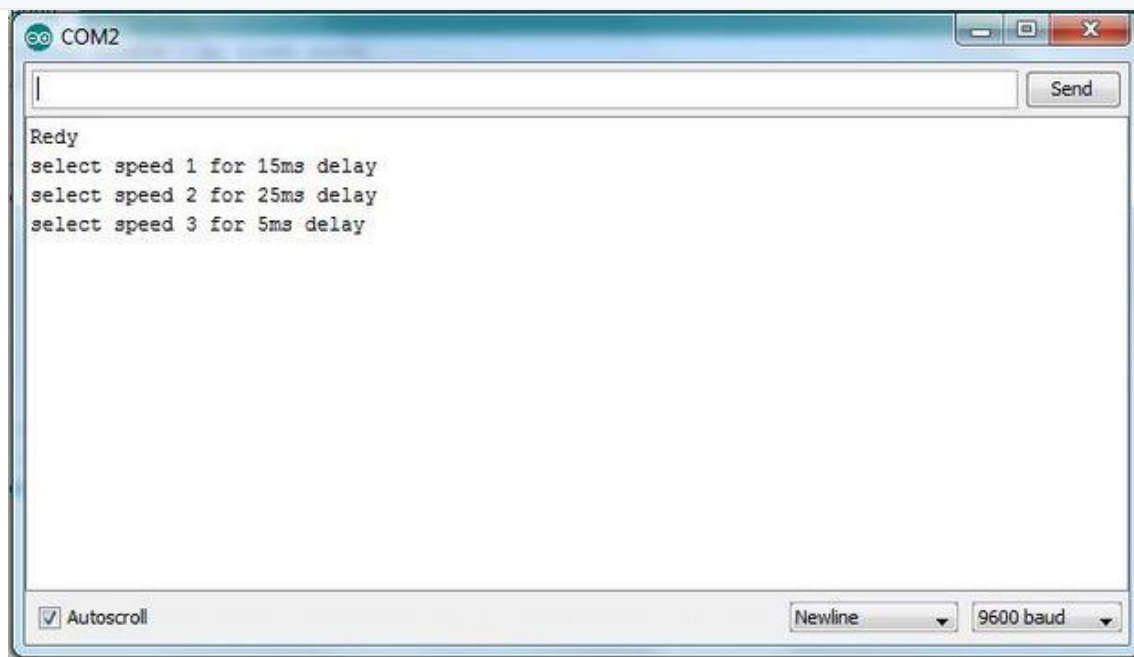 COM2
Send
Redy
select speed 1 for 15ms delay
select speed 2 for 25ms delay
select speed 3 for 5ms delay
Autoscroll
Newline
9600 baud